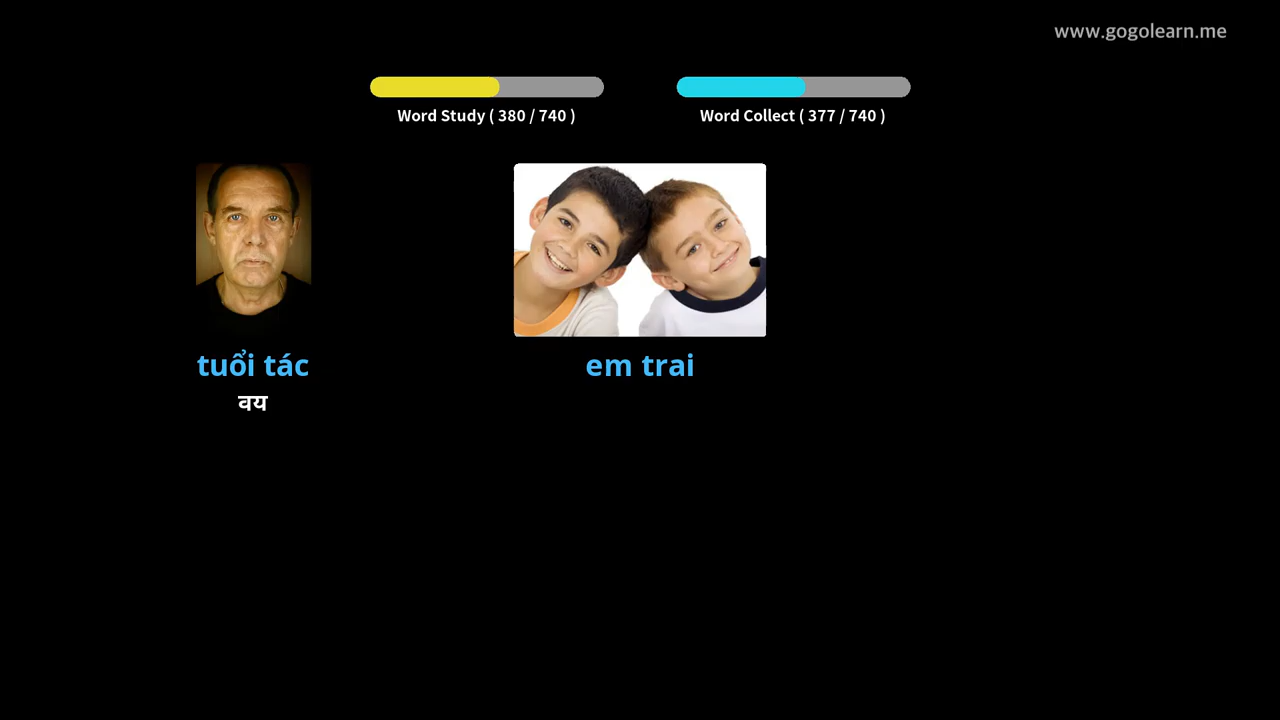 www.gogolearn.me
Word Study ( 380 / 740 )
Word Collect ( 377 / 740 )
tuổi tác
em trai
वय